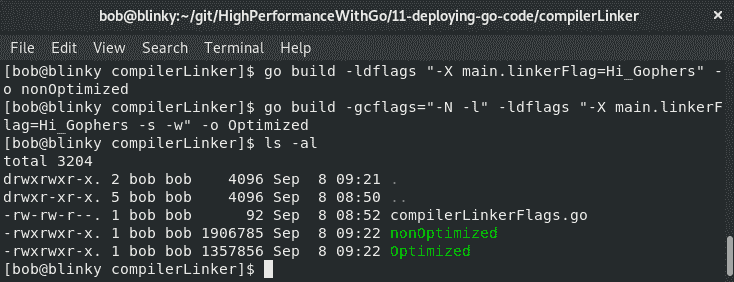 bob@blinky:~/git/HighPerformanceWithGo/11-deploying-go-code/compilerLinker ×
File Edit View Search Terminal Help
[bob@blinky compilerLinker]$ go build -ldflags "-X main.linkerFlag=Hi_Gophers" -
o nonOptimized
[bob@blinky compilerLinker]$ go build -gcflags="-N -l" -ldflags "-X main.linkerF
lag=Hi_Gophers -s -w" -o Optimized
[bob@blinky compilerLinker]$ ls -al
total 3204
drwxrwxr-x. 2 bob bob    4096 Sep  8 09:21 .
drwxr-xr-x. 5 bob bob    4096 Sep  8 08:50 ..
-rw-rw-r--. 1 bob bob      92 Sep  8 08:52 compilerLinkerFlags.go
-rwxrwxr-x. 1 bob bob 1906785 Sep  8 09:22 nonOptimized
-rwxrwxr-x. 1 bob bob 1357856 Sep  8 09:22 Optimized
[bob@blinky compilerLinker]$